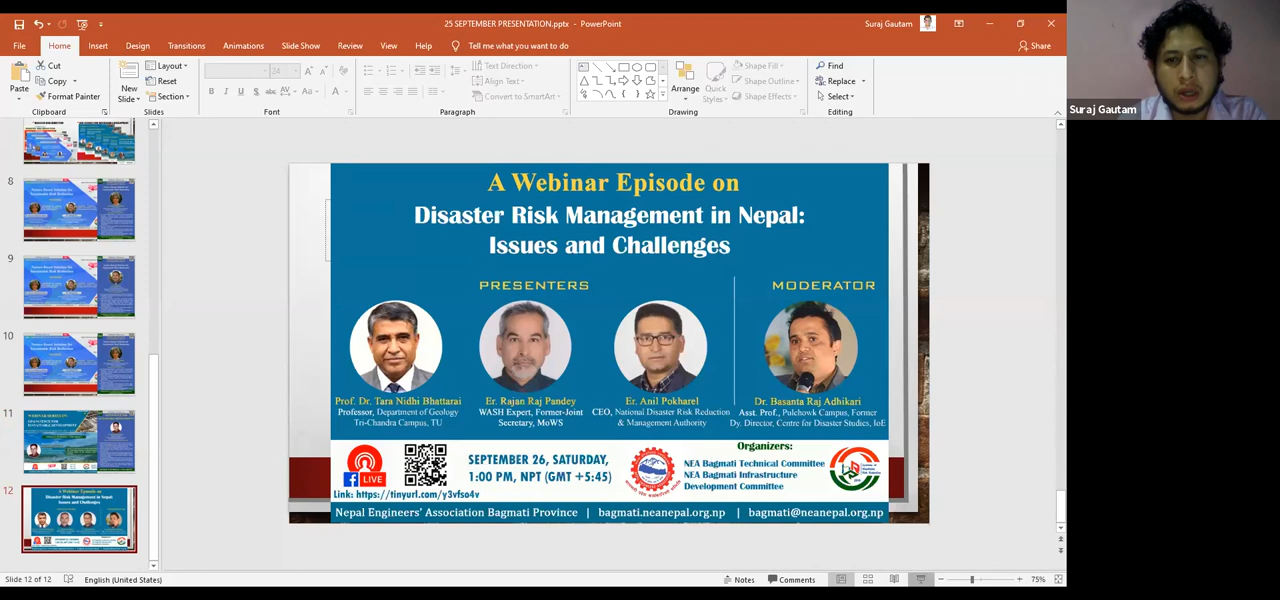 25 SEPTEMBER PRESENTATION.pptx - PowerPoint
Suraj Gautam
File Home Insert Design Transitions Animations Slide Show Review View Help Tell me what you want to do Share
Paste
Cut
Copy
Format Painter
Clipboard
New Slide
Layout
Reset
Section
Slides
34
B I U S abc AV Aa A
Font
Text Direction
Align Text
Convert to SmartArt
Paragraph
Arrange
Quick Styles
Shape Fill
Shape Outline
Shape Effects
Drawing
Find
Replace
Select
Editing
Suraj Gautam
8
9
10
11
12
A Webinar Episode on
Disaster Risk Management in Nepal:
Issues and Challenges
PRESENTERS
MODERATOR
Prof. Dr. Tara Nidhi Bhattarai
Professor, Department of Geology
Tri-Chandra Campus, TU
Er. Rajan Raj Pandey
WASH Expert, Former-Joint
Secretary, MoWS
Er. Anil Pokharel
CEO, National Disaster Risk Reduction
& Management Authority
Dr. Basanta Raj Adhikari
Asst. Prof., Pulchowk Campus, Former
Dy. Director, Centre for Disaster Studies, IoE
LIVE
Link: https://tinyurl.com/y3vfso4v
SEPTEMBER 26, SATURDAY,
1:00 PM, NPT (GMT +5:45)
Organizers:
NEA Bagmati Technical Committee
NEA Bagmati Infrastructure
Development Committee
Nepal Engineers' Association Bagmati Province | bagmati.neanepal.org.np | bagmati@neanepal.org.np
Slide 12 of 12 English (United States) Notes Comments 75%